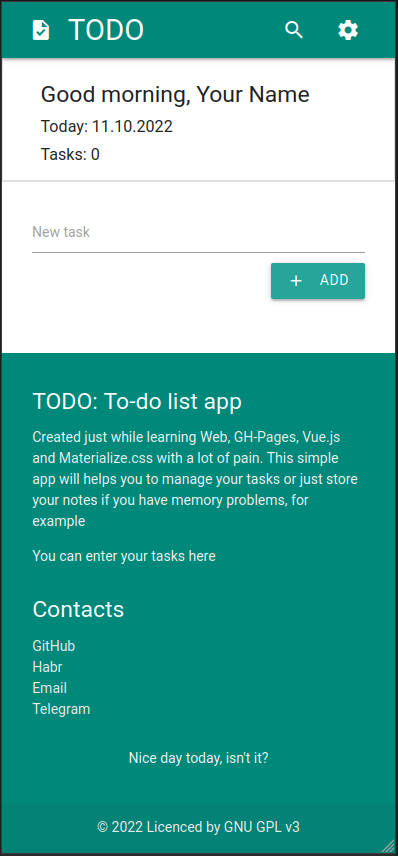 TODO
Good morning, Your Name
Today: 11.10.2022
Tasks: 0
New task
ADD
TODO: To-do list app
Created just while learning Web, GH-Pages, Vue.js
and Materialize.css with a lot of pain. This simple
app will helps you to manage your tasks or just store
your notes if you have memory problems, for
example
You can enter your tasks here
Contacts
GitHub
Habr
Email
Telegram
Nice day today, isn't it?
© 2022 Licenced by GNU GPL v3